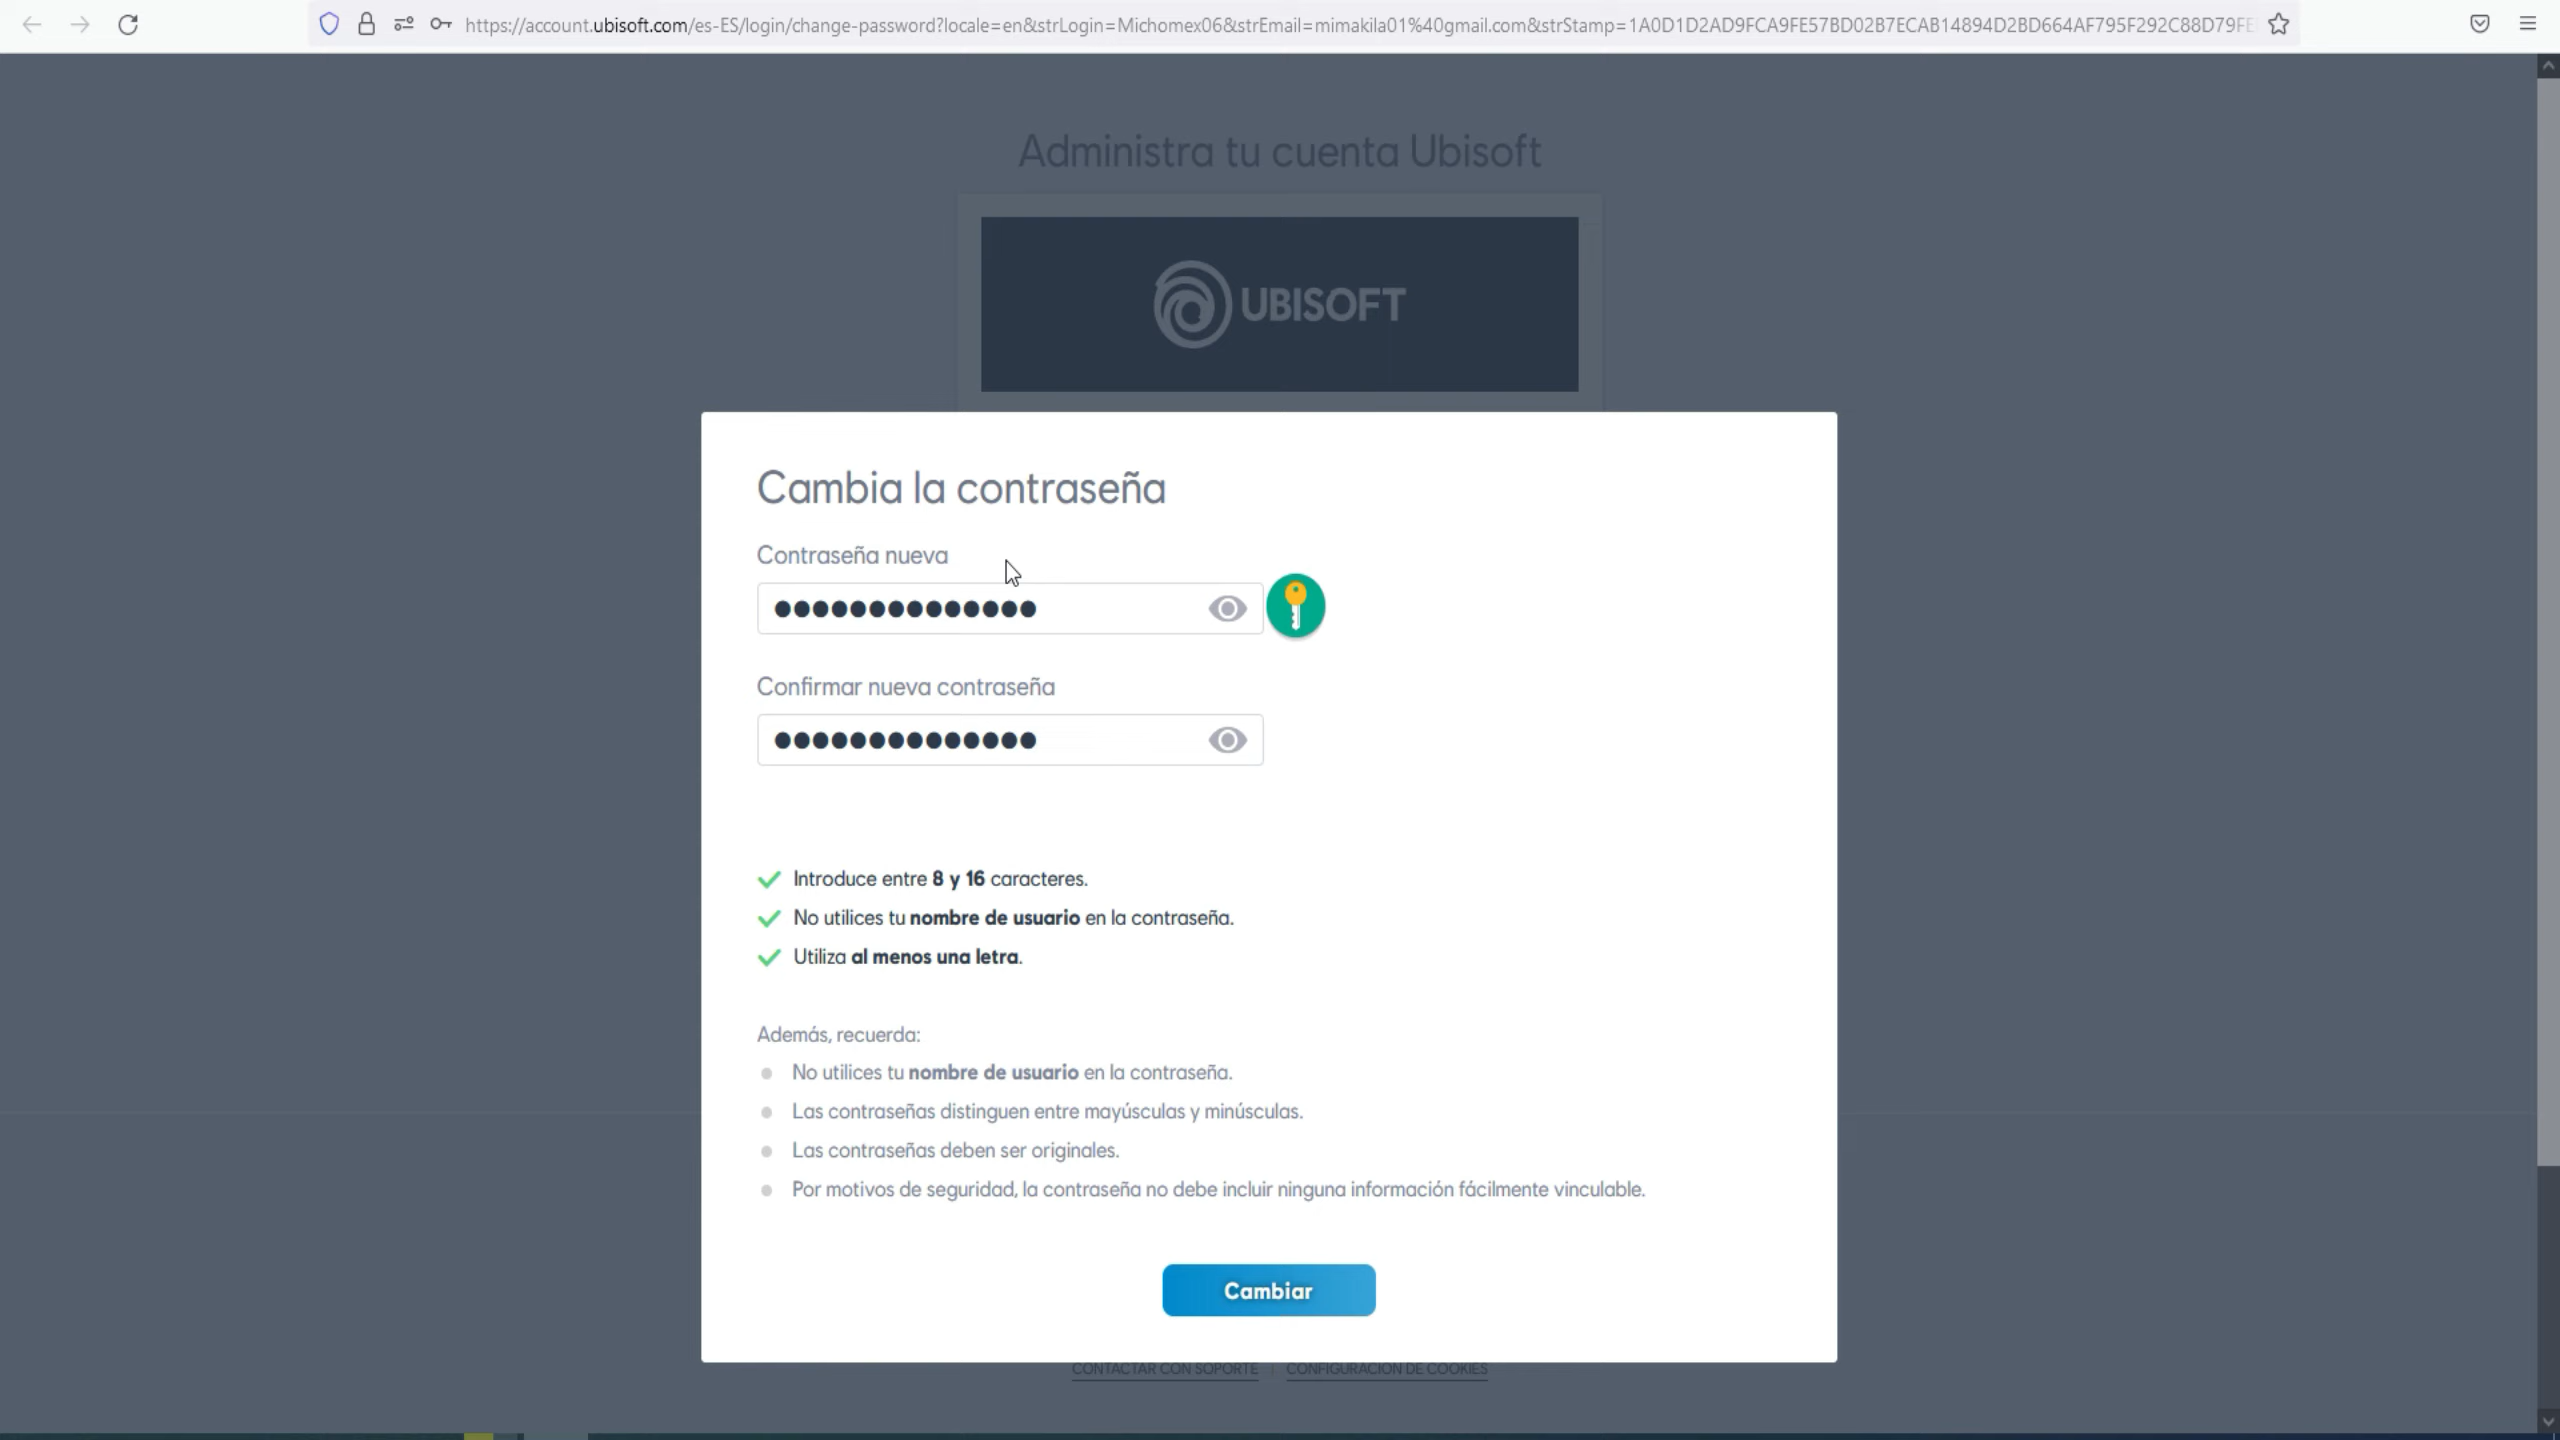 https://account.ubisoft.com/es-ES/login/change-password?locale=en&strLogin=Michomex06&strEmail=mimakila01%40gmail.com&strStamp=1A0D1D2AD9FCA9FE57BD02B7ECAB14894D2BD664AF795F292C88D79FE
Administra tu cuenta Ubisoft
UBISOFT
Cambia la contraseña
Contraseña nueva
Confirmar nueva contraseña
Introduce entre 8 y 16 caracteres.
No utilices tu nombre de usuario en la contraseña.
Utiliza al menos una letra.
Además, recuerda:
No utilices tu nombre de usuario en la contraseña.
Las contraseñas distinguen entre mayúsculas y minúsculas.
Las contraseñas deben ser originales.
Por motivos de seguridad, la contraseña no debe incluir ninguna información fácilmente vinculable.
Cambiar
CONTACTAR CON SOPORTE | CONFIGURACIÓN DE COOKIES